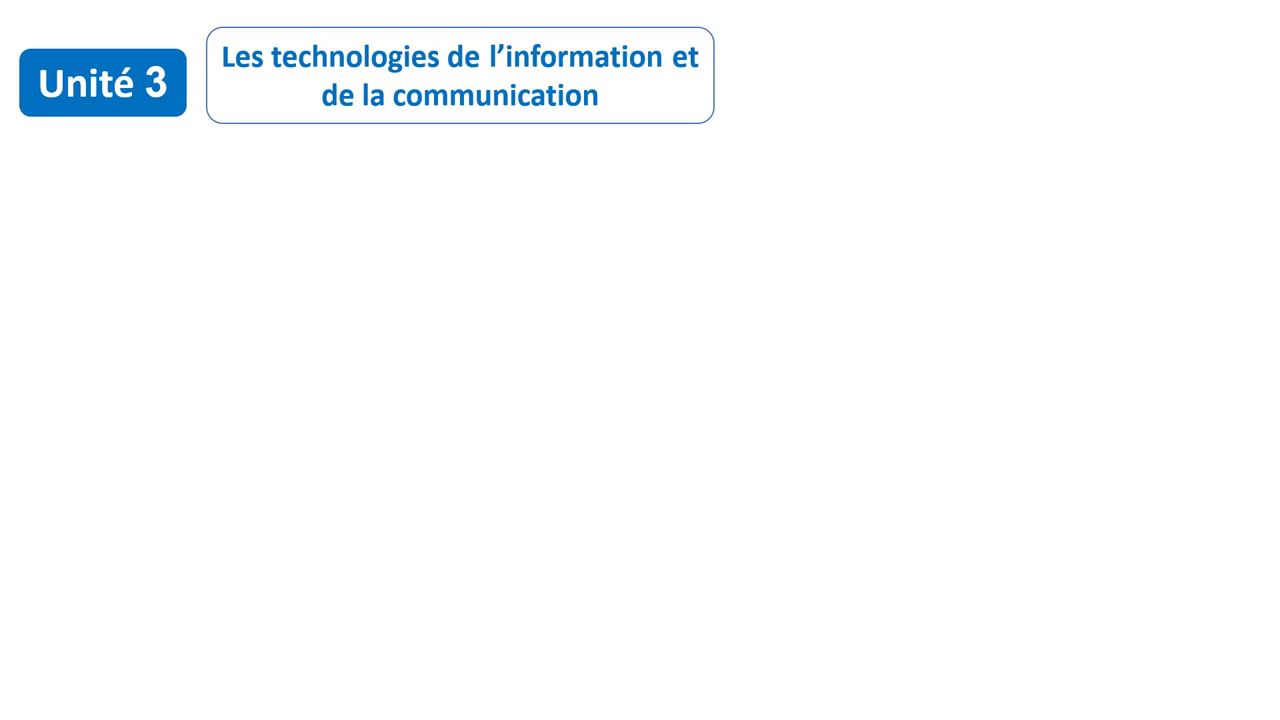 Unité 3
Les technologies de l’information et
de la communication